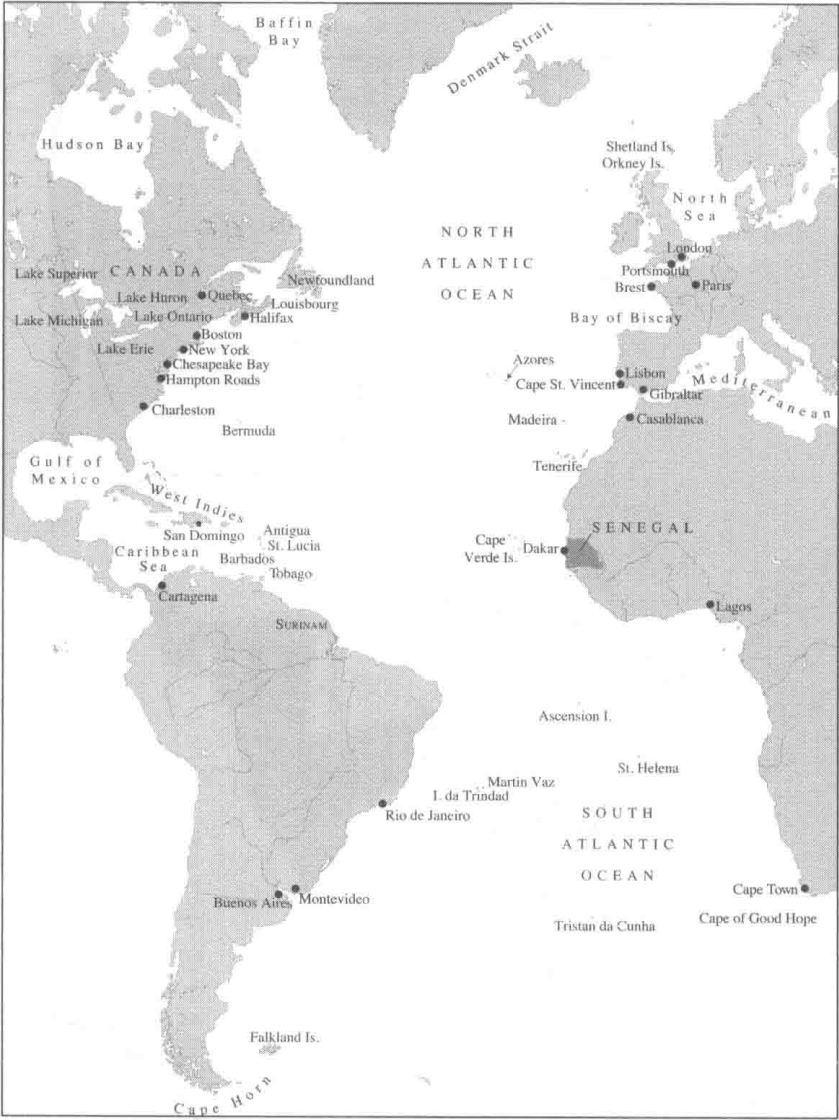 Baffin
Bay
Denmark Strait
Hudson Bay
Shetland Is.
Orkney Is.
North
Sea
NORTH
ATLANTIC
OCEAN
London
Portsmouth
Brest
Paris
Lake Superior
CANADA
Newfoundland
Lake Huron
Quebec
Louisbourg
Lake Michigan
Lake Ontario
Halifax
Bay of Biscay
Boston
Lake Erie
New York
Chesapeake Bay
Hampton Roads
Azores
Lisbon
Cape St. Vincent
Gibraltar
Mediterranean
Charleston
Bermuda
Madeira
Casablanca
Gulf of
Mexico
Tenerife
West Indies
San Domingo
Antigua
St. Lucia
Caribbean
Sea
Barbados
Tobago
Cape
Verde Is.
Dakar
SENEGAL
Cartagena
Lagos
SURINAM
Ascension I.
St. Helena
Martin Vaz
I. da Trindad
Rio de Janeiro
SOUTH
ATLANTIC
OCEAN
Buenos Aires
Montevideo
Cape Town
Tristan da Cunha
Cape of Good Hope
Falkland Is.
Cape Horn